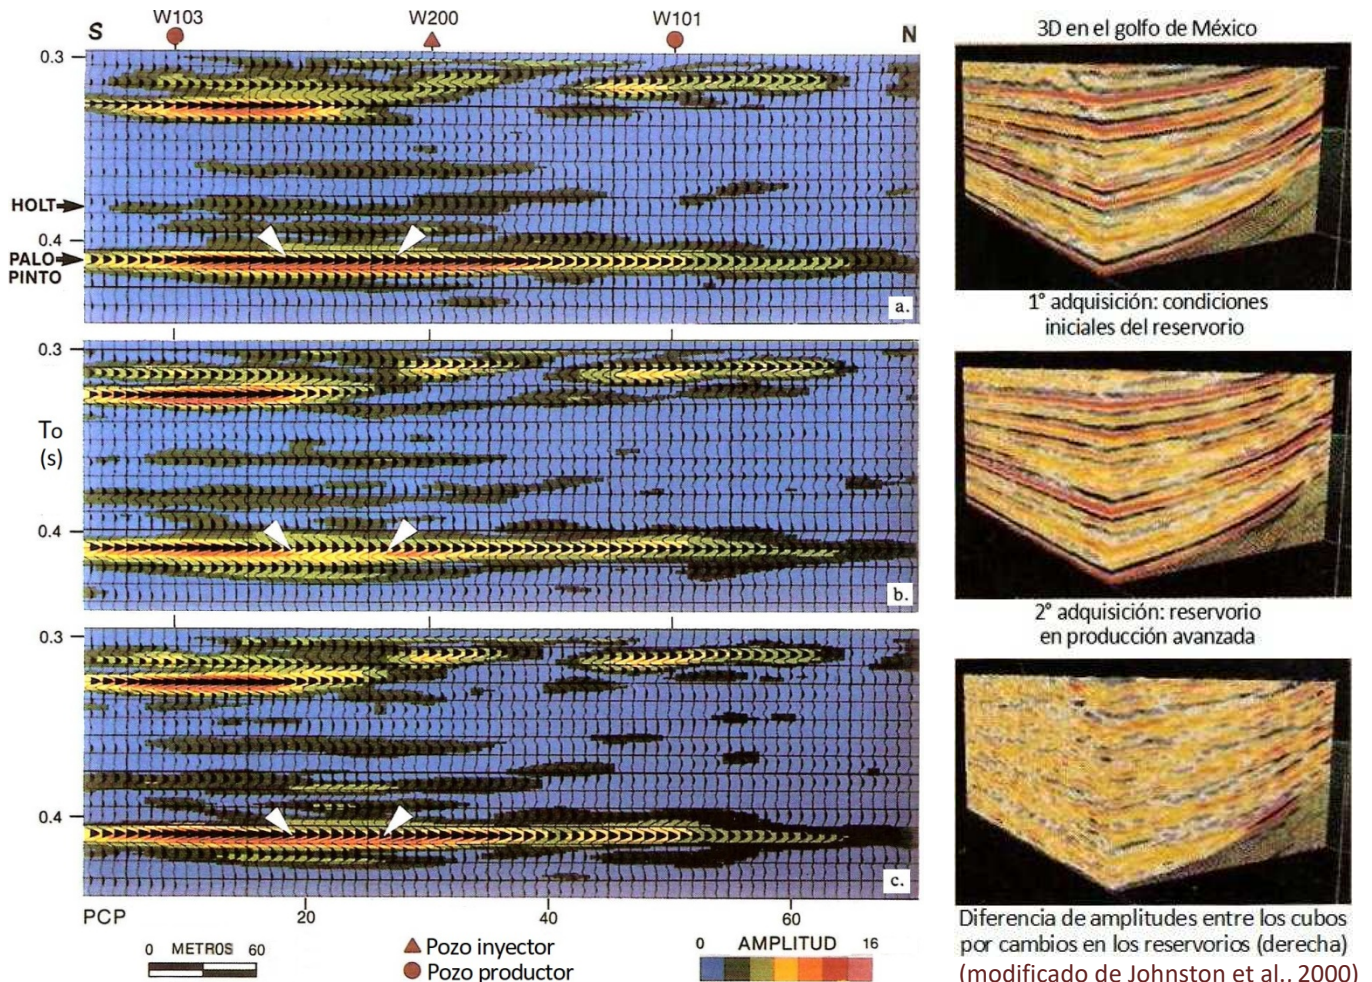 W103
W200
W101
S
N
0.3
HOLT
0.4
PALO
PINTO
a.
0.3
To
(s)
0.4
b.
0.3
0.4
c.
PCP
20
40
60
0 METROS 60
Pozo inyector
Pozo productor
0 AMPLITUD 16
3D en el golfo de México
1° adquisición: condiciones
iniciales del reservorio
2° adquisición: reservorio
en producción avanzada
Diferencia de amplitudes entre los cubos
por cambios en los reservorios (derecha)
(modificado de Johnston et al., 2000)